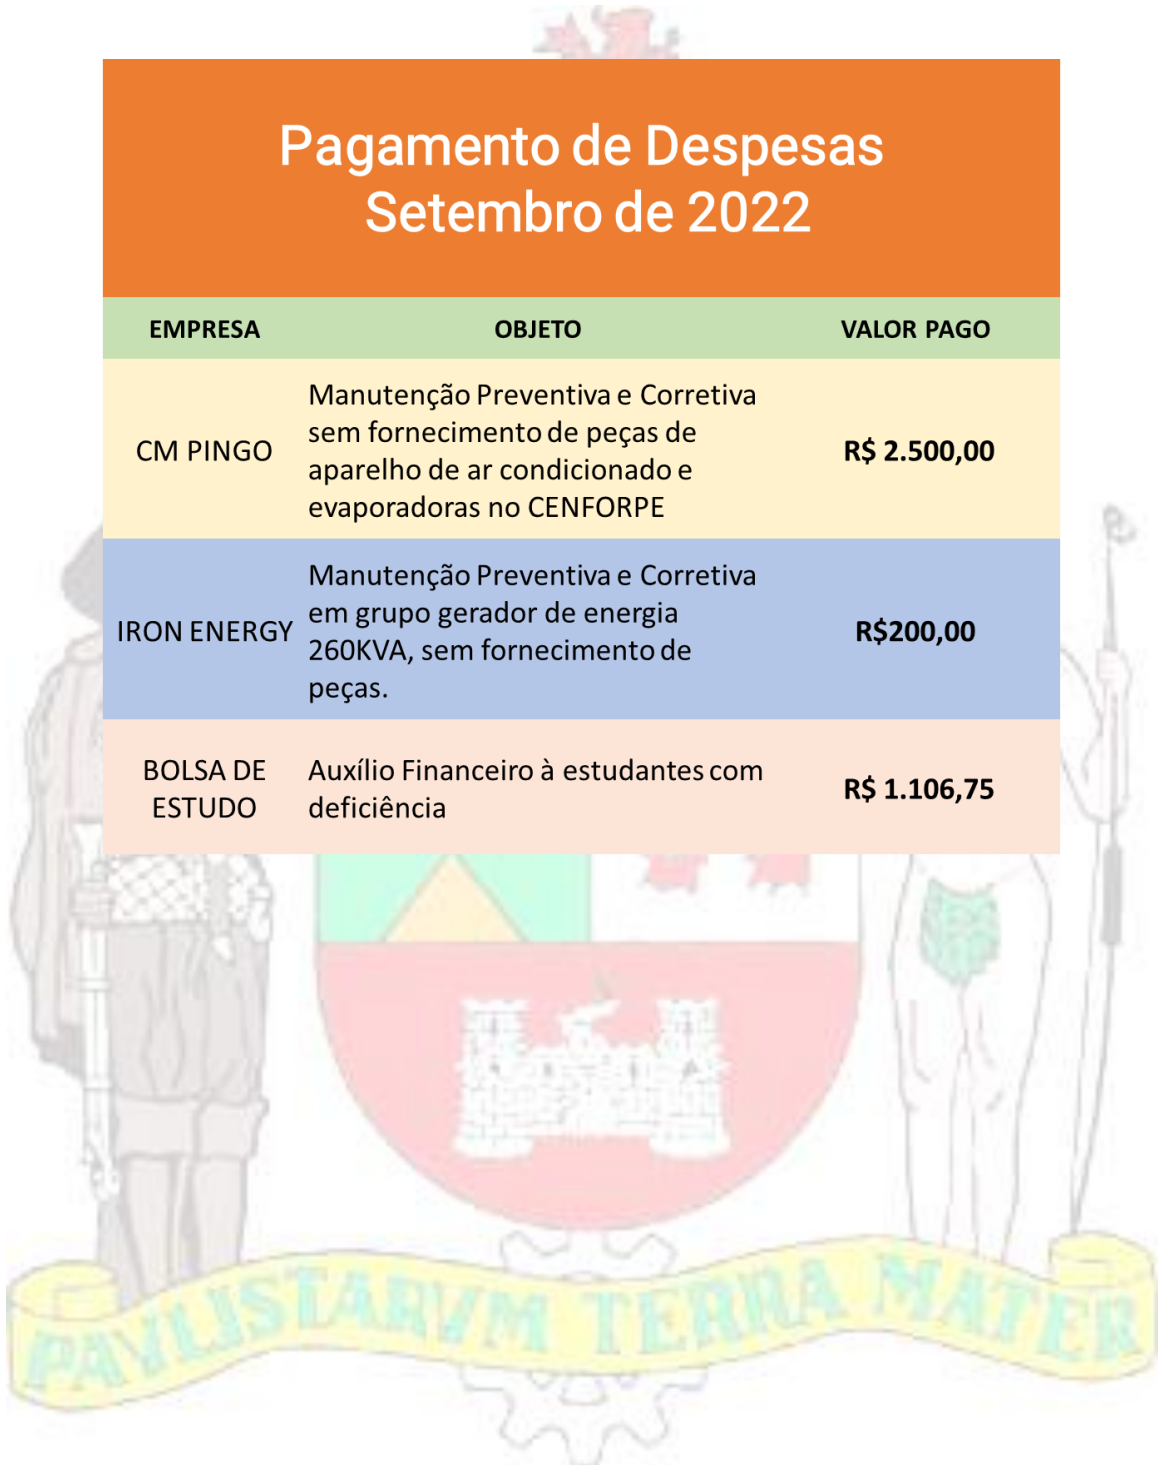 Pagamento de Despesas
Setembro de 2022
EMPRESA OBJETO VALOR PAGO
CM PINGO
Manutenção Preventiva e Corretiva
sem fornecimento de peças de
aparelho de ar condicionado e
evaporadoras no CENFORPE
R$ 2.500,00
IRON ENERGY
Manutenção Preventiva e Corretiva
em grupo gerador de energia
260KVA, sem fornecimento de
peças.
R$200,00
BOLSA DE
ESTUDO
Auxílio Financeiro à estudantes com
deficiência
R$ 1.106,75
PAVLISTARVM TERRA MATER